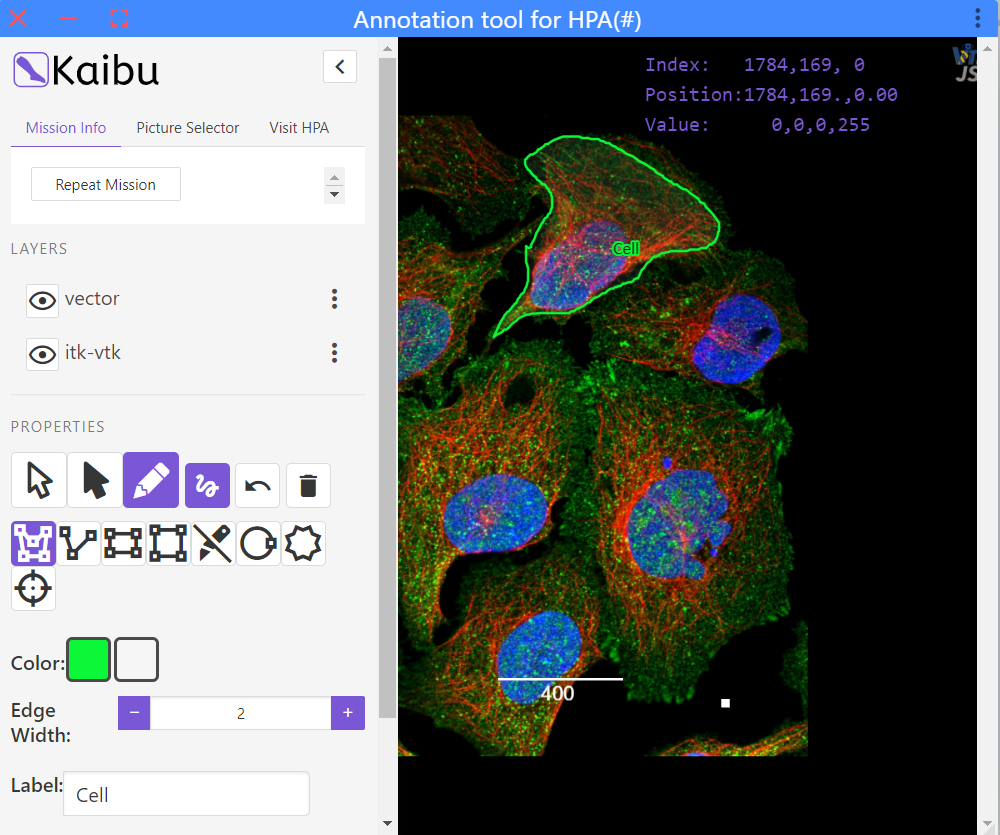 Annotation tool for HPA(#)
Kaibu
Mission Info Picture Selector Visit HPA
Repeat Mission
LAYERS
vector
itk-vtk
PROPERTIES
Color:
Edge Width:
− 2 +
Label: Cell
Index: 1784,169, 0
Position:1784,169.,0.00
Value: 0,0,0,255
JS
Cell
400